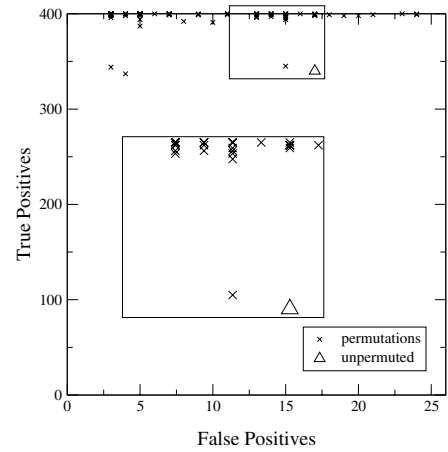 400
300
200
100
0
True Positives
0
5
10
15
20
25
False Positives
permutations
unpermuted